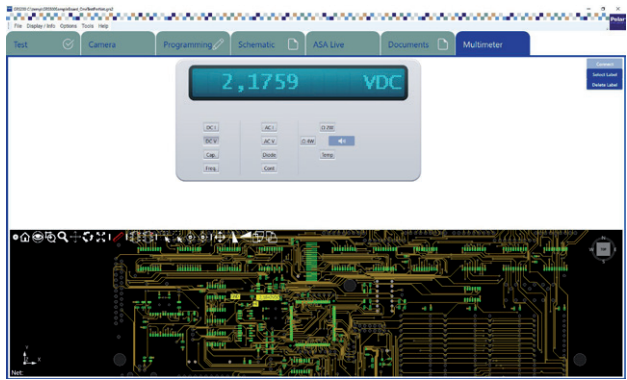 Polar
File Display / Info Options Tools Help
Test Camera Programming Schematic ASA Live Documents Multimeter
Connect
Select Label
Delete Label
2,1759 VDC
DC I AC I Ω 2W
DC V AC V Ω 4W
Cap. Diode Temp.
Freq. Cont
TOP
Y
Z X
Net: